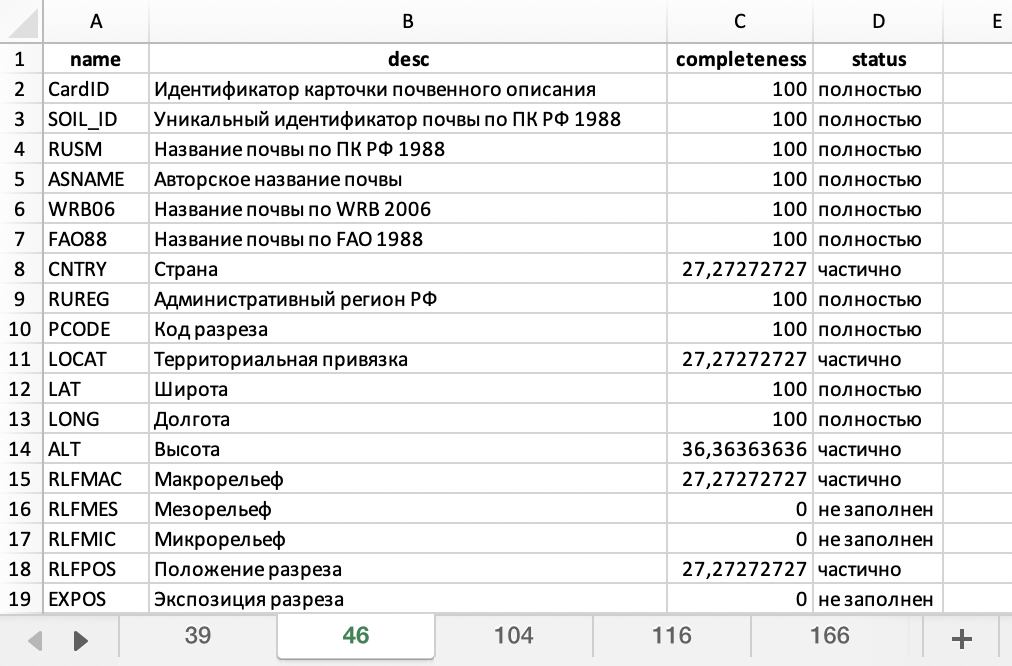 A B C D E
1 name desc completeness status
2 CardID Идентификатор карточки почвенного описания 100 полностью
3 SOIL_ID Уникальный идентификатор почвы по ПК РФ 1988 100 полностью
4 RUSM Название почвы по ПК РФ 1988 100 полностью
5 ASNAME Авторское название почвы 100 полностью
6 WRB06 Название почвы по WRB 2006 100 полностью
7 FAO88 Название почвы по FAO 1988 100 полностью
8 CNTRY Страна 27,27272727 частично
9 RUREG Административный регион РФ 100 полностью
10 PCODE Код разреза 100 полностью
11 LOCAT Территориальная привязка 27,27272727 частично
12 LAT Широта 100 полностью
13 LONG Долгота 100 полностью
14 ALT Высота 36,36363636 частично
15 RLFMAC Макрорельеф 27,27272727 частично
16 RLFMES Мезорельеф 0 не заполнен
17 RLFMIC Микрорельеф 0 не заполнен
18 RLFPOS Положение разреза 27,27272727 частично
19 EXPOS Экспозиция разреза 0 не заполнен
39 46 104 116 166 +